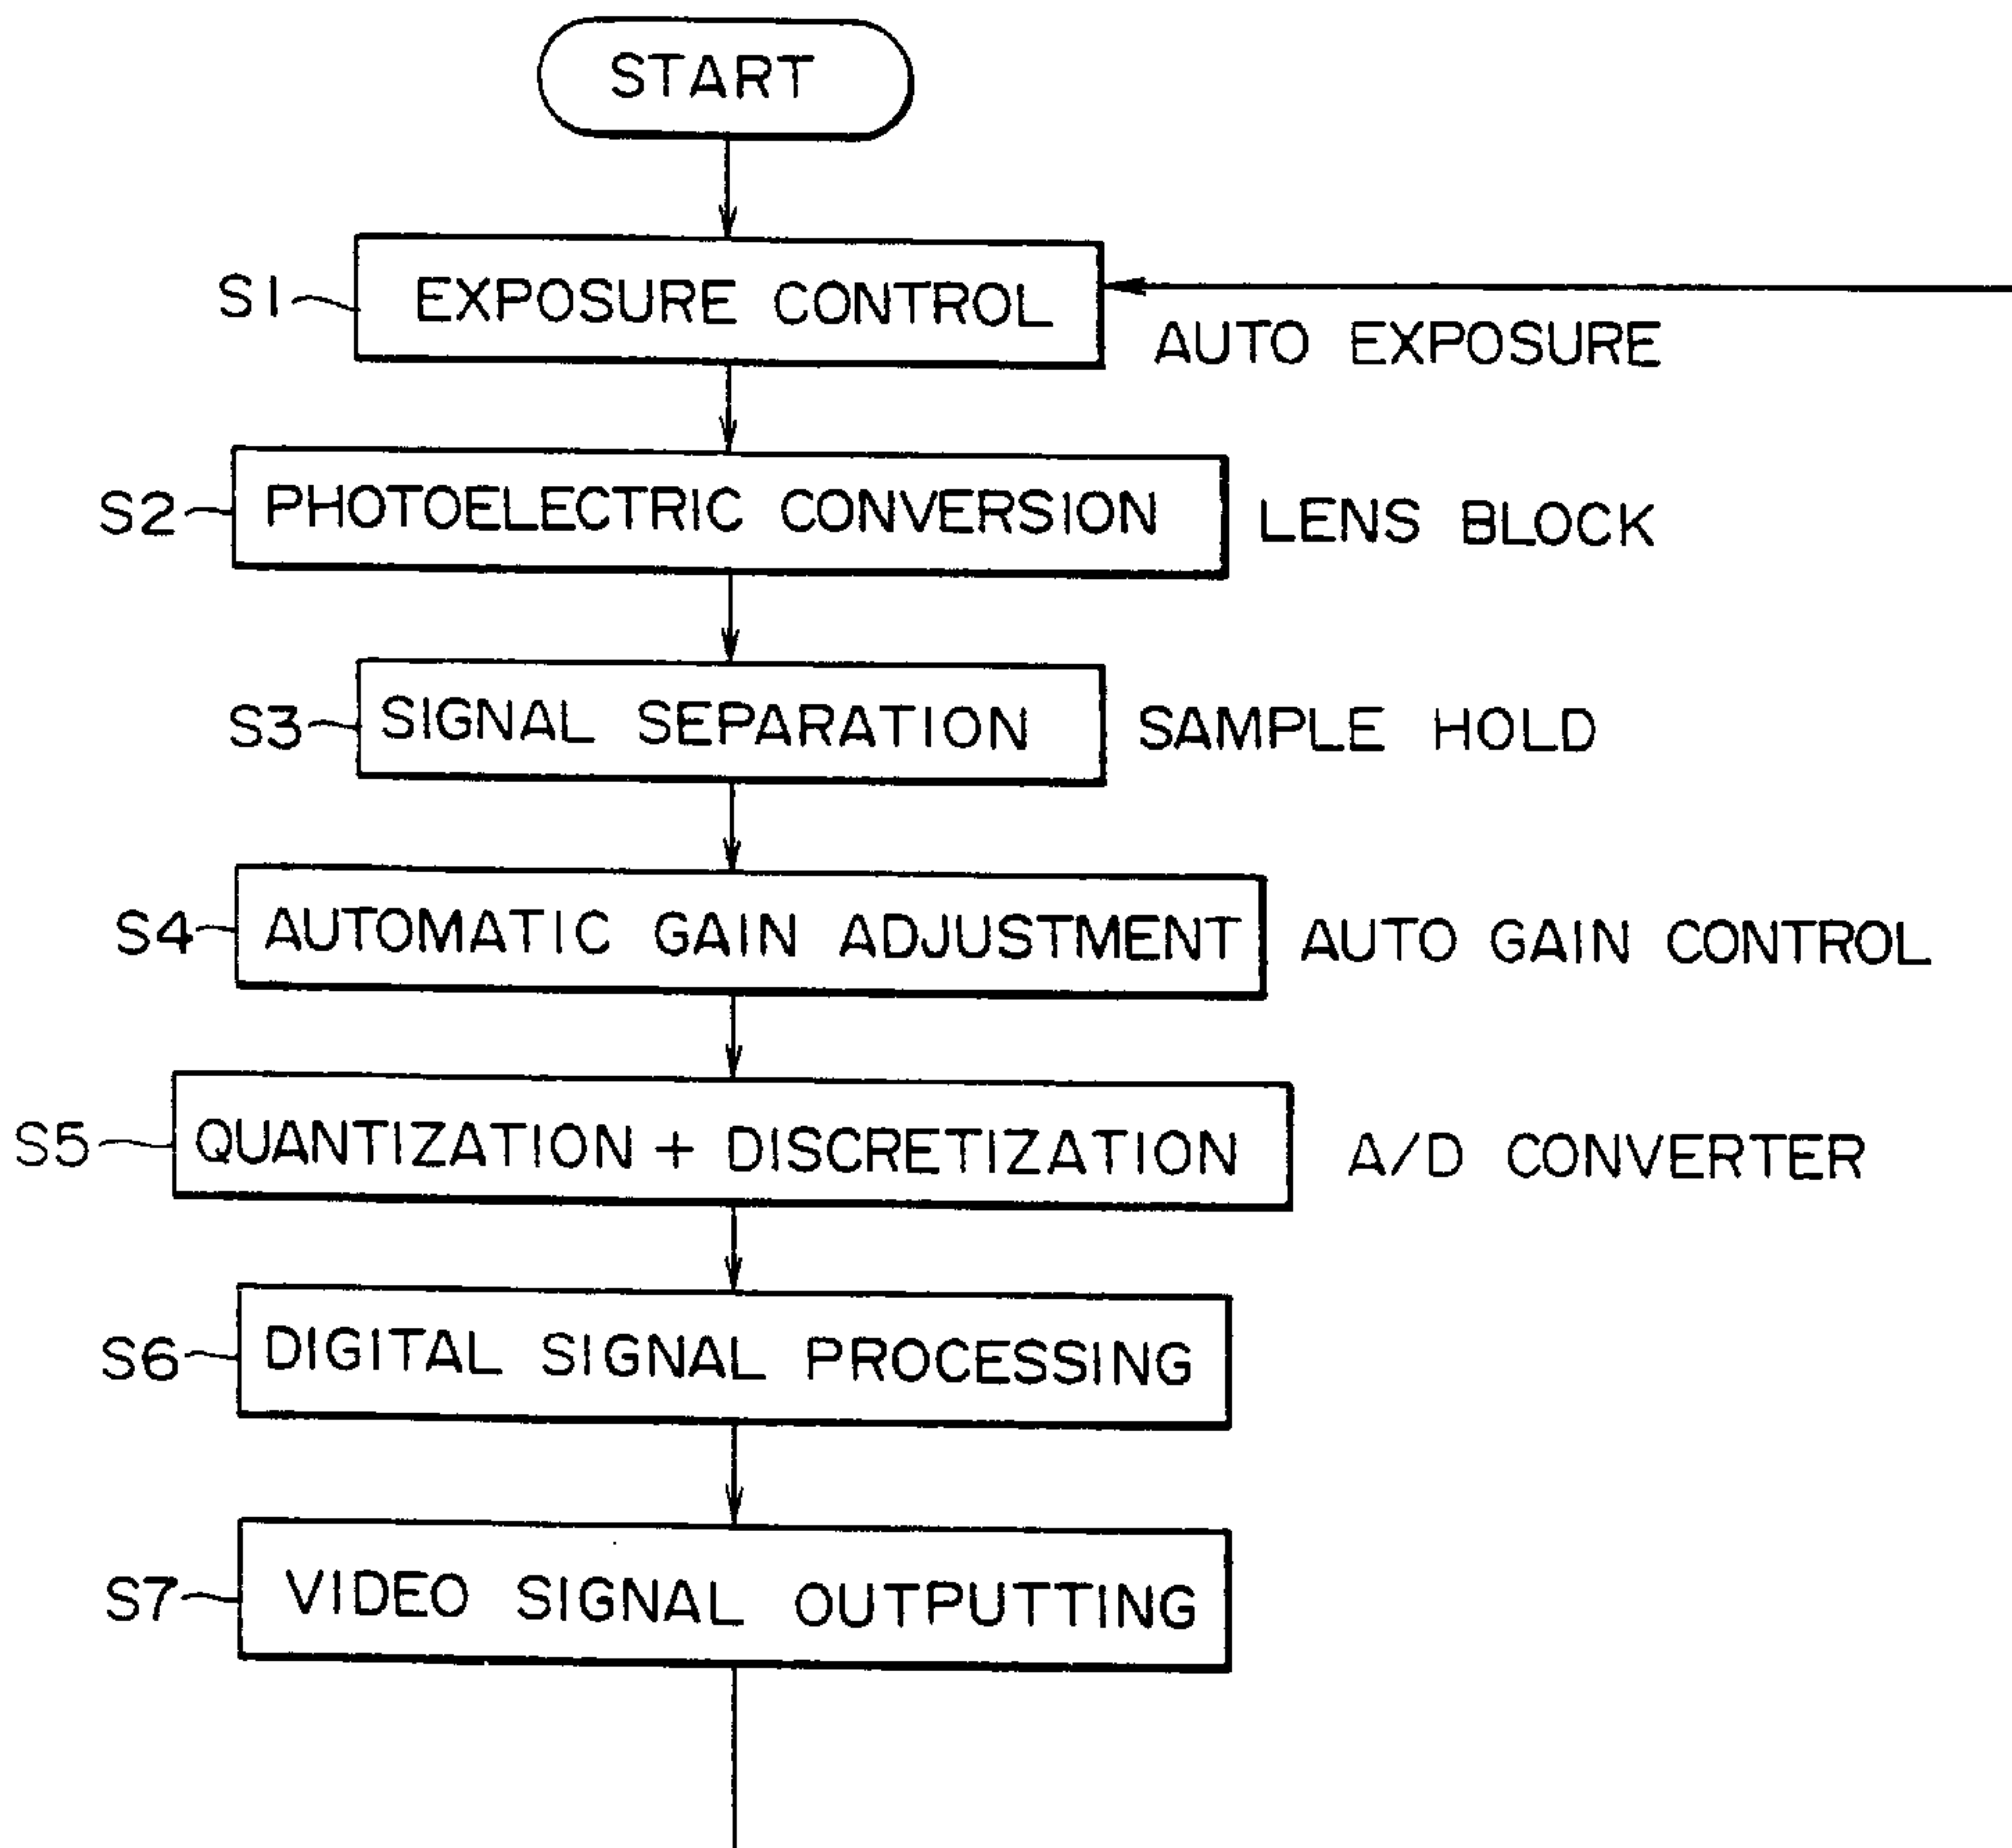 START
S1 EXPOSURE CONTROL
AUTO EXPOSURE
S2 PHOTOELECTRIC CONVERSION LENS BLOCK
S3 SIGNAL SEPARATION SAMPLE HOLD
S4 AUTOMATIC GAIN ADJUSTMENT AUTO GAIN CONTROL
S5 QUANTIZATION + DISCRETIZATION A/D CONVERTER
S6 DIGITAL SIGNAL PROCESSING
S7 VIDEO SIGNAL OUTPUTTING